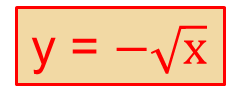 y = −√x